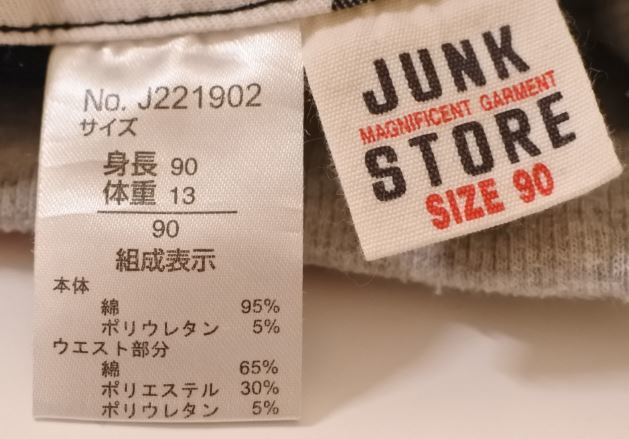 No. J221902
サイズ
身長 90
体重 13
90
組成表示
本体
綿 95%
ポリウレタン 5%
ウエスト部分
綿 65%
ポリエステル 30%
ポリウレタン 5%
JUNK
MAGNIFICENT GARMENT
STORE
SIZE 90